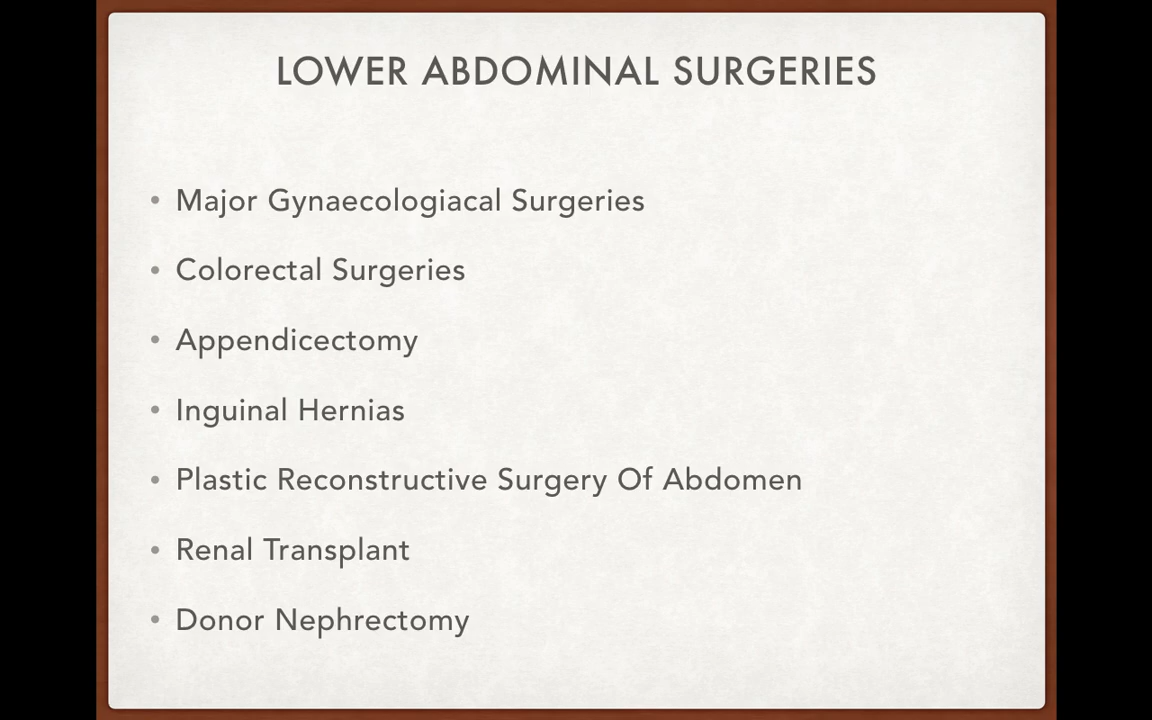 LOWER ABDOMINAL SURGERIES
• Major Gynaecologiacal Surgeries
• Colorectal Surgeries
• Appendicectomy
• Inguinal Hernias
• Plastic Reconstructive Surgery Of Abdomen
• Renal Transplant
• Donor Nephrectomy